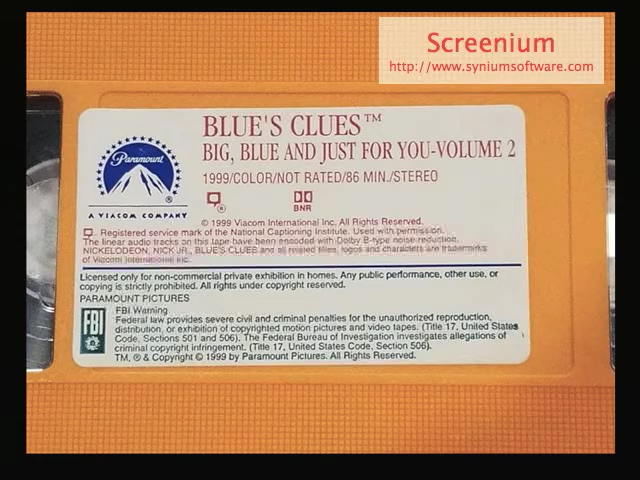 Screenium
http://www.syniumsoftware.com
BLUE'S CLUES™
BIG, BLUE AND JUST FOR YOU-VOLUME 2
1999/COLOR/NOT RATED/86 MIN./STEREO
Paramount
®
A VIACOM COMPANY
®
BNR
© 1999 Viacom International Inc. All Rights Reserved.
Registered service mark of the National Captioning Institute. Used with permission.
The linear audio tracks on this tape have been encoded with Dolby B-type noise reduction.
NICKELODEON, NICK JR., BLUE'S CLUES and all related titles, logos and characters are trademarks
of Viacom International Inc.
Licensed only for non-commercial private exhibition in homes. Any public performance, other use, or
copying is strictly prohibited. All rights under copyright reserved.
PARAMOUNT PICTURES
FBI
FBI Warning
Federal law provides severe civil and criminal penalties for the unauthorized reproduction,
distribution, or exhibition of copyrighted motion pictures and video tapes. (Title 17, United States
Code, Sections 501 and 506). The Federal Bureau of Investigation investigates allegations of
criminal copyright infringement. (Title 17, United States Code, Section 506).
TM, ® & Copyright © 1999 by Paramount Pictures. All Rights Reserved.